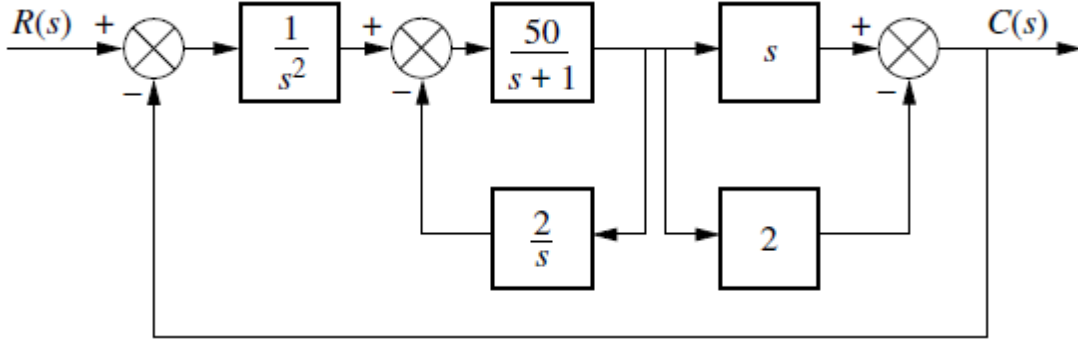 R(s) + − 1/s² + − 50/(s + 1) s + − C(s)
2/s 2